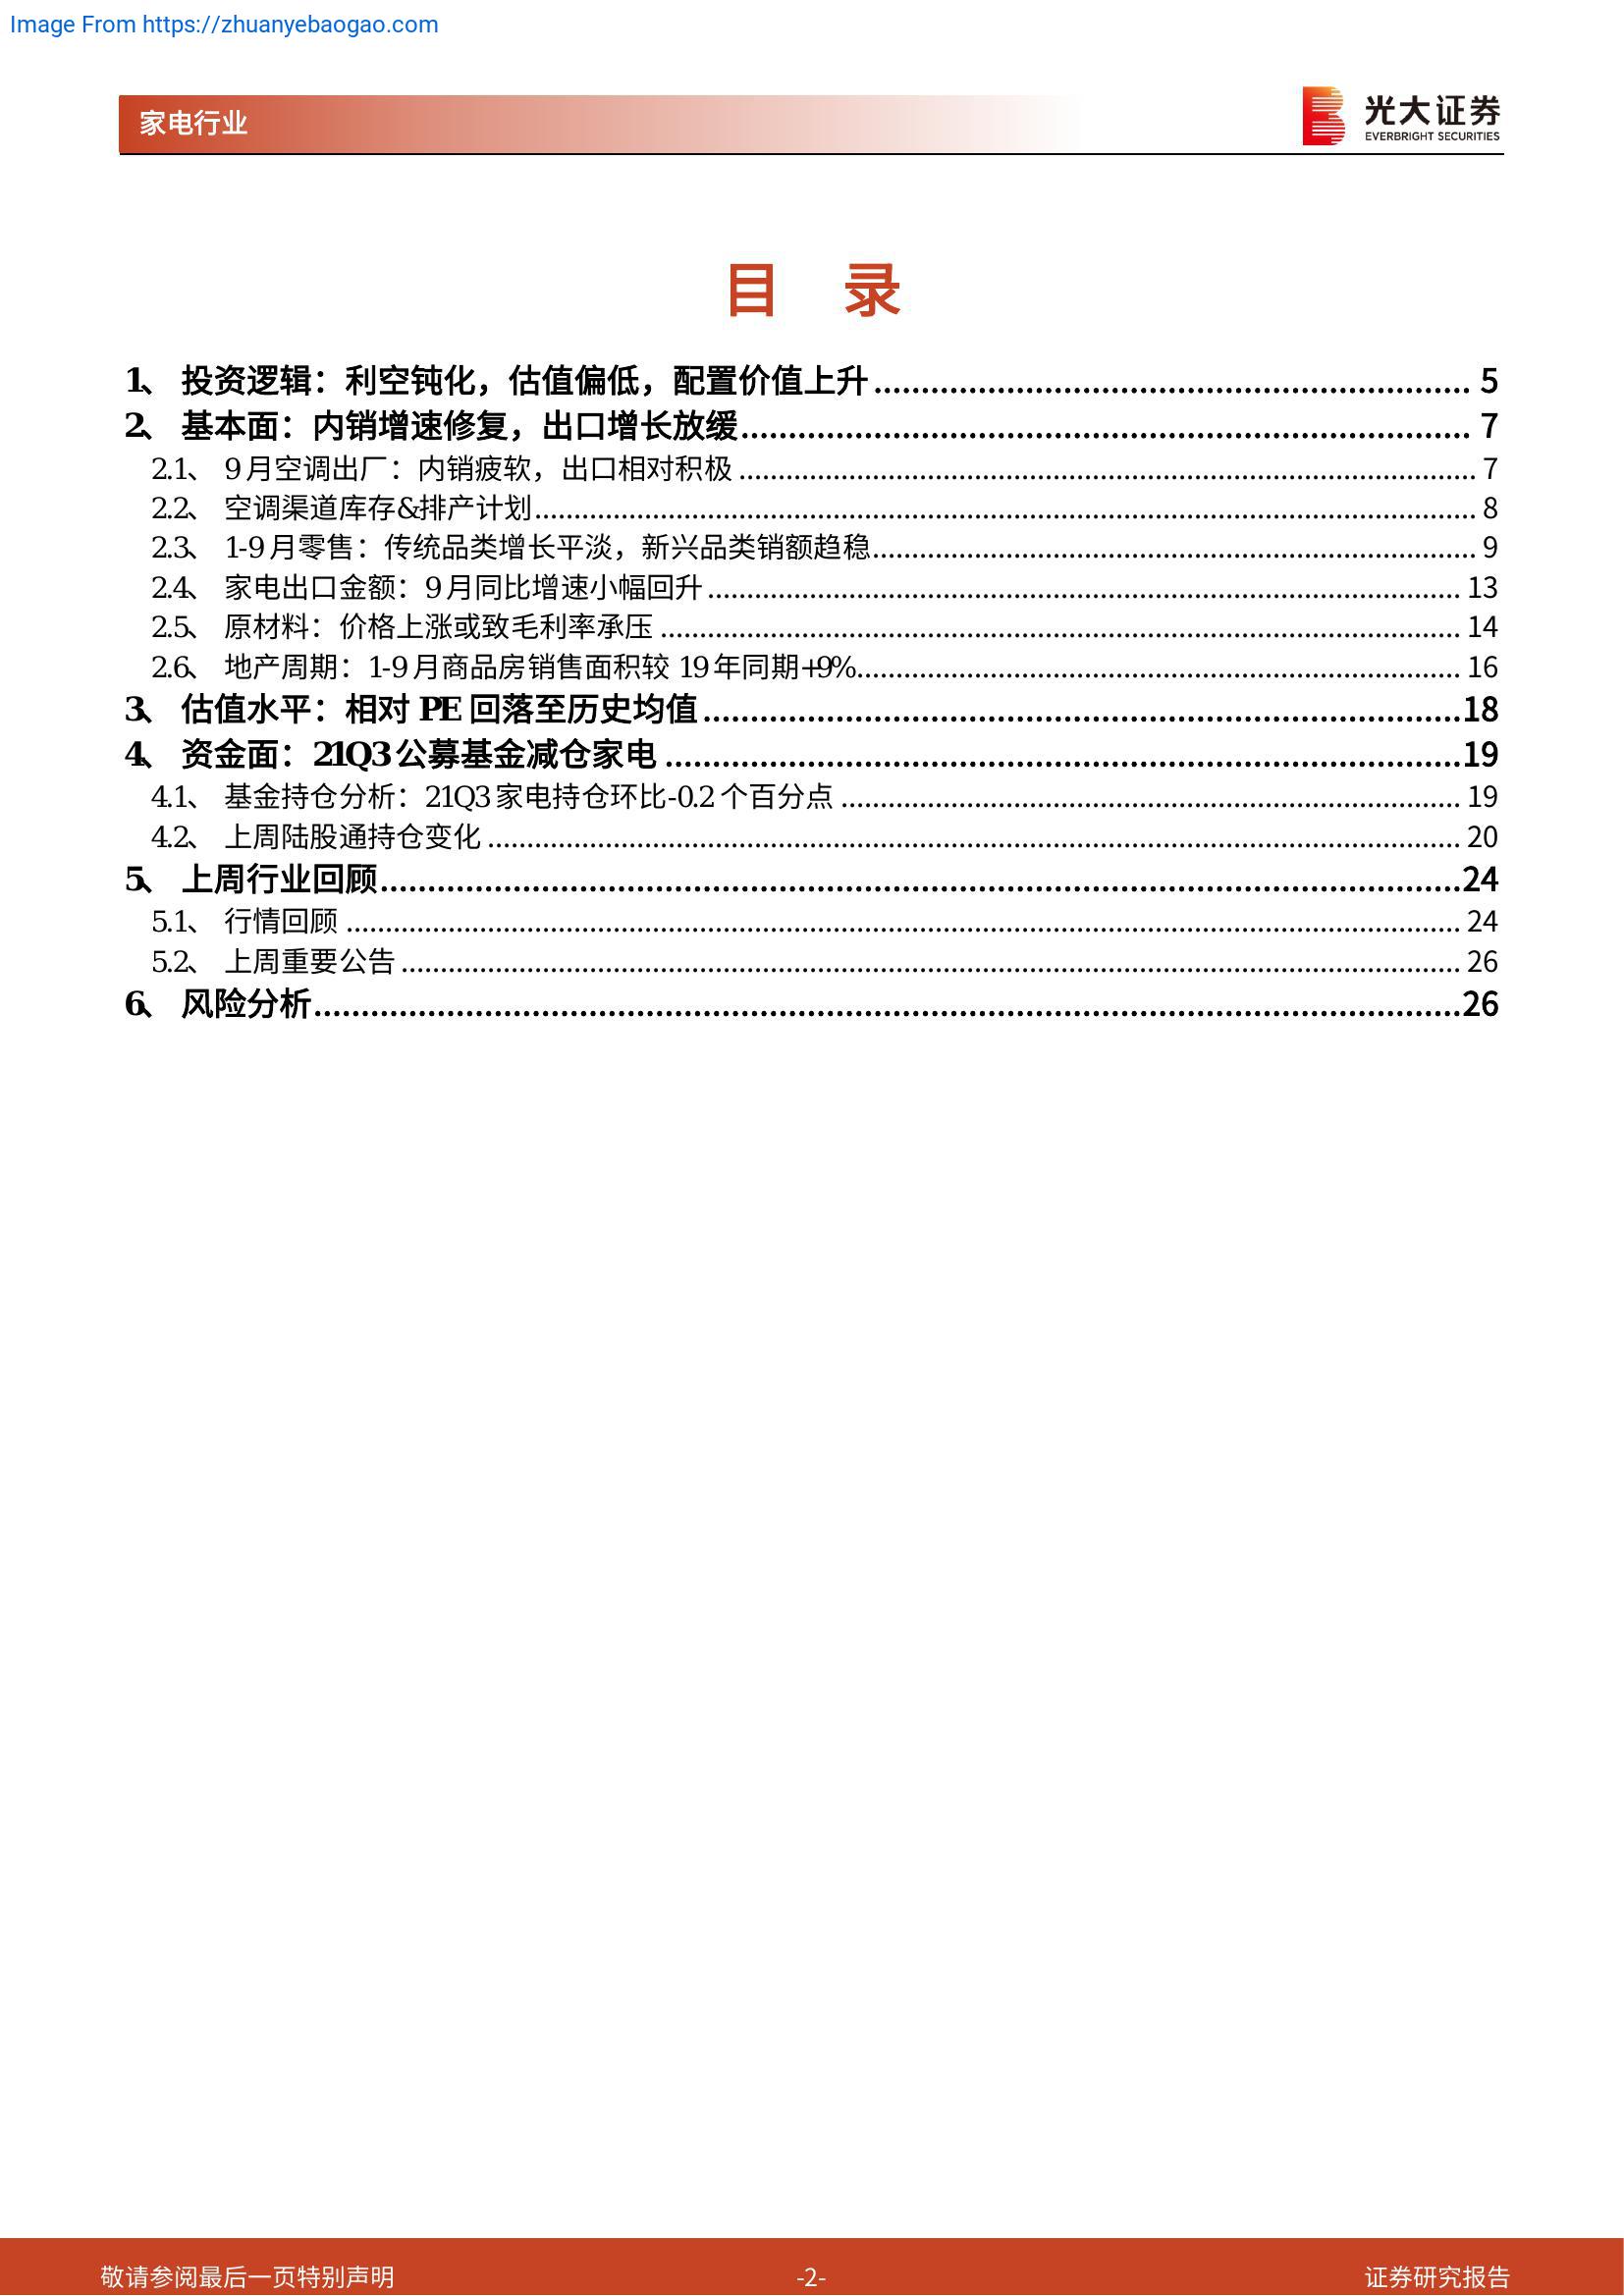 Image From https://zhuanyebaogao.com
家电行业
光大证券
EVERBRIGHT SECURITIES
目 录
1、 投资逻辑：利空钝化，估值偏低，配置价值上升 5
2、 基本面：内销增速修复，出口增长放缓 7
2.1、 9月空调出厂：内销疲软，出口相对积极 7
2.2、 空调渠道库存&排产计划 8
2.3、 1-9月零售：传统品类增长平淡，新兴品类销额趋稳 9
2.4、 家电出口金额：9月同比增速小幅回升 13
2.5、 原材料：价格上涨或致毛利率承压 14
2.6、 地产周期：1-9月商品房销售面积较 19年同期+9% 16
3、 估值水平：相对 PE 回落至历史均值 18
4、 资金面：21Q3公募基金减仓家电 19
4.1、 基金持仓分析：21Q3家电持仓环比-0.2个百分点 19
4.2、 上周陆股通持仓变化 20
5、 上周行业回顾 24
5.1、 行情回顾 24
5.2、 上周重要公告 26
6、 风险分析 26
敬请参阅最后一页特别声明 -2- 证券研究报告